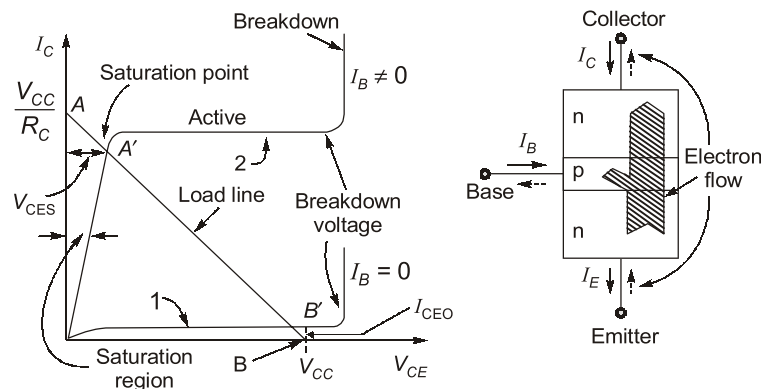 Breakdown
I_C
Saturation point
I_B ≠ 0
V_CC
R_C
A
Active
A′
2
V_CES
Load line
Breakdown
voltage
I_B = 0
1
B′
I_CEO
Saturation
region
B
V_CC
V_CE
Collector
I_C
n
I_B
p
Electron
flow
Base
n
I_E
Emitter